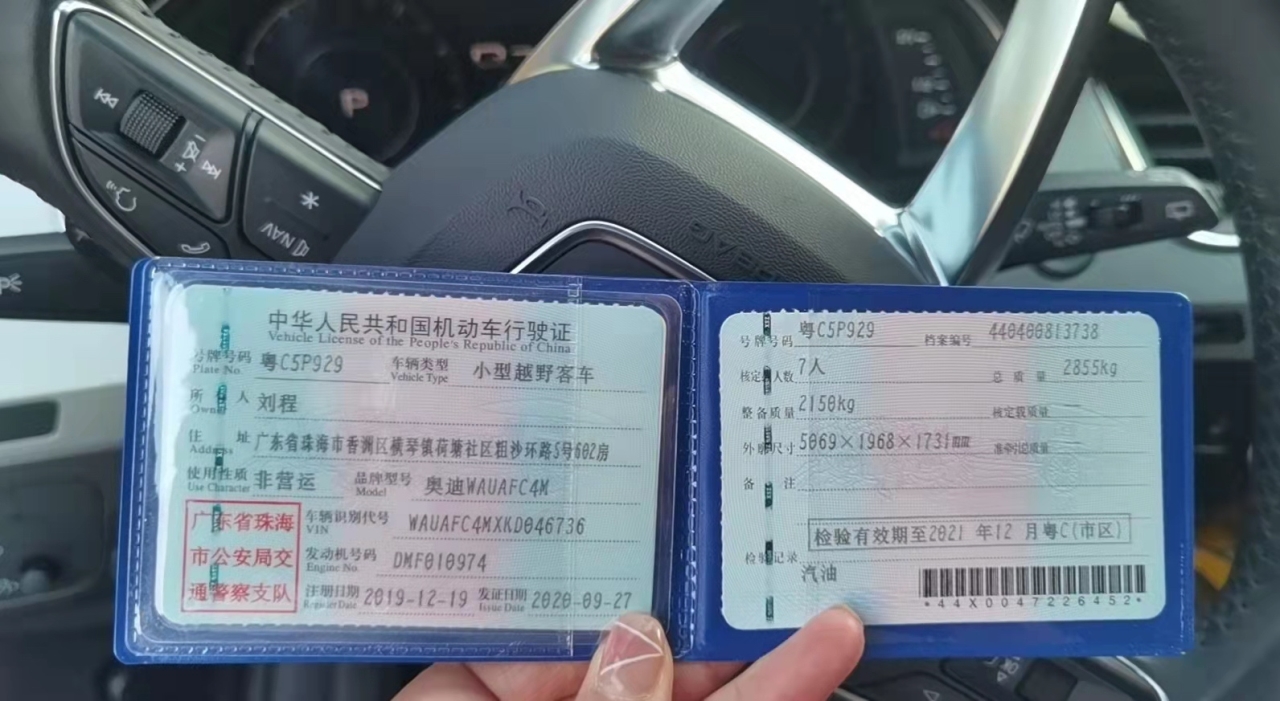 NAV
中华人民共和国机动车行驶证
Vehicle License of the People's Republic of China
号牌号码 粤C5P929 车辆类型 小型越野客车
Plate No. Vehicle Type
所有人 刘程
Owner
住址 广东省珠海市香洲区横琴镇荷塘社区粗沙环路5号602房
Address
使用性质 非营运 品牌型号 奥迪WAUAFC4M
Use Character Model
广东省珠海
市公安局交
通警察支队
车辆识别代号 WAUAFC4MXKD046736
VIN
发动机号码 DMF010974
Engine No.
注册日期 2019-12-19 发证日期 2020-09-27
Register Date Issue Date
号牌号码 粤C5P929 档案编号 440400813738
核定人数 7人 总质量 2855kg
整备质量 2150kg 核定载质量
外廓尺寸 5069×1968×1731 准牵引总质量
备注
检验有效期至2021年12月粤C(市区)
检验记录
汽油
*44X0047226452*